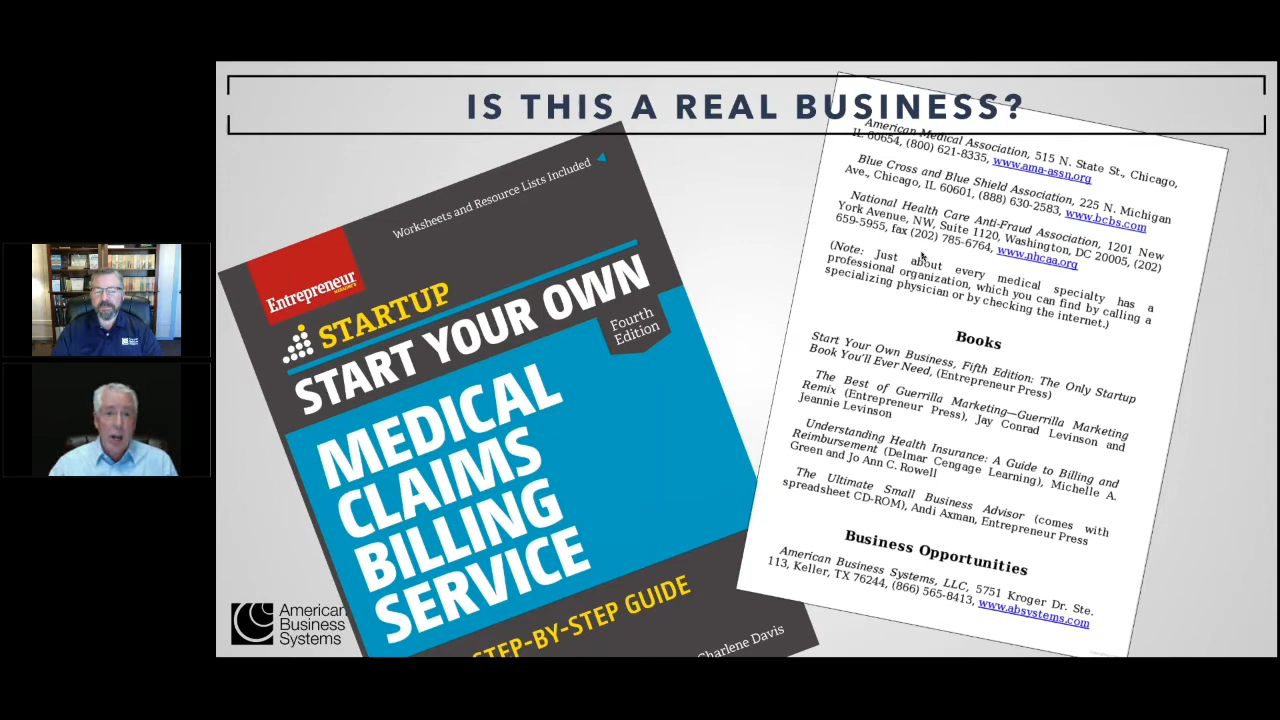 IS THIS A REAL BUSINESS?
Worksheets and Resource Lists Included
Entrepreneur
STARTUP
START YOUR OWN
Fourth
Edition
MEDICAL
CLAIMS
BILLING
SERVICE
STEP-BY-STEP GUIDE
Charlene Davis
American
Business
Systems
American Medical Association, 515 N. State St., Chicago,
IL 60654, (800) 621-8335, www.ama-assn.org
Blue Cross and Blue Shield Association, 225 N. Michigan
Ave., Chicago, IL 60601, (888) 630-2583, www.bcbs.com
National Health Care Anti-Fraud Association, 1201 New
York Avenue, NW, Suite 1120, Washington, DC 20005, (202)
659-5955, fax (202) 785-6764, www.nhcaa.org
(Note: Just about every medical specialty has a
professional organization, which you can find by calling a
specializing physician or by checking the internet.)
Books
Start Your Own Business, Fifth Edition: The Only Startup
Book You'll Ever Need, (Entrepreneur Press)
The Best of Guerrilla Marketing—Guerrilla Marketing
Remix (Entrepreneur Press), Jay Conrad Levinson and
Jeannie Levinson
Understanding Health Insurance: A Guide to Billing and
Reimbursement (Delmar Cengage Learning), Michelle A.
Green and Jo Ann C. Rowell
The Ultimate Small Business Advisor (comes with
spreadsheet CD-ROM), Andi Axman, Entrepreneur Press
Business Opportunities
American Business Systems, LLC, 5751 Kroger Dr. Ste.
113, Keller, TX 76244, (866) 565-8413, www.absystems.com